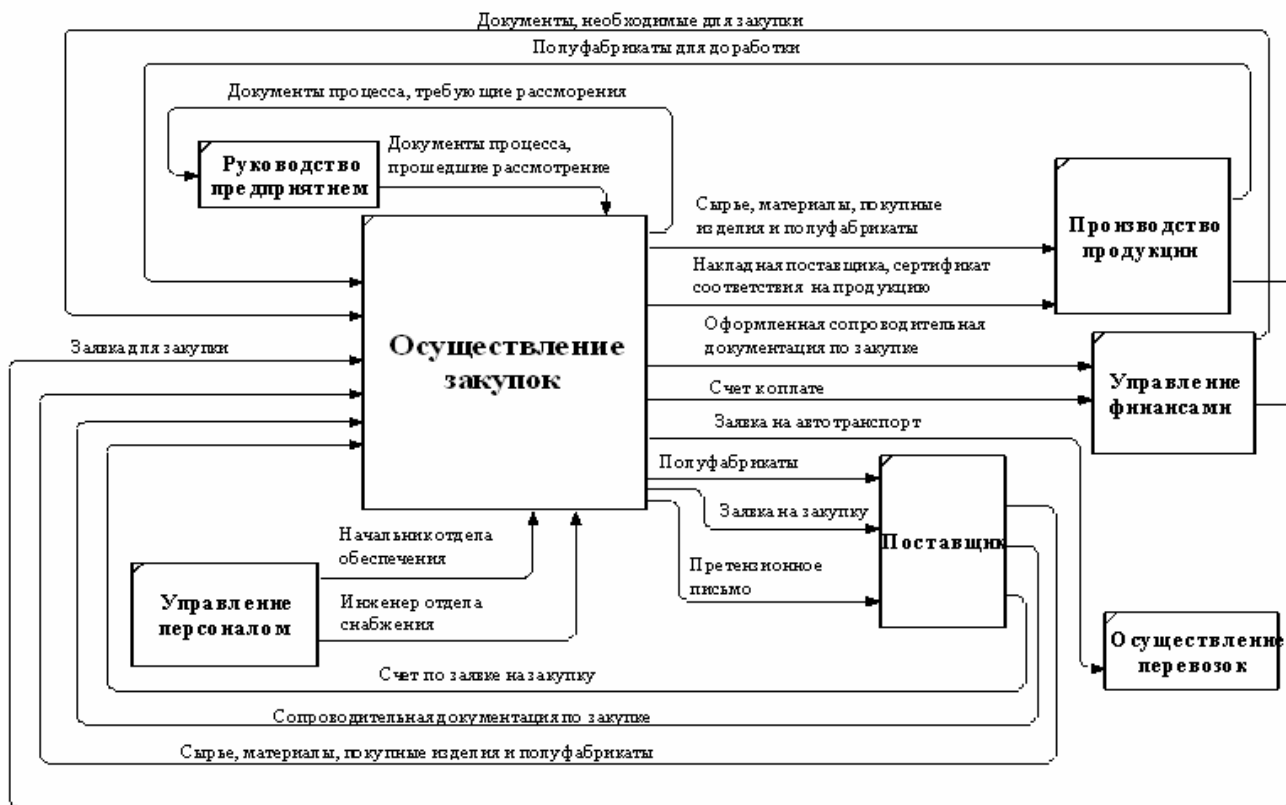 Документы, необходимые для закупки
Полуфабрикаты для доработки
Документы процесса, требующие рассморения
Руководство
предприятнем
Документы процесса,
прошедшие рассмотрение
Сырье, материалы, покупные
изделия и полуфабрикаты
Производство
продукции
Накладная поставщика, сертификат
соответствия на продукцию
Осуществление
закупок
Оформленная сопроводительная
документация по закупке
Заявка для закупки
Счет к оплате
Управление
финансами
Заявка на автотранспорт
Полуфабрикаты
Заявка на закупку
Поставщик
Претензионное
письмо
Начальник отдела
обеспечения
Управление
персоналом
Инженер отдела
снабжения
Осуществление
перевозок
Счет по заявке на закупку
Сопроводительная документация по закупке
Сырье, материалы, покупные изделия и полуфабрикаты